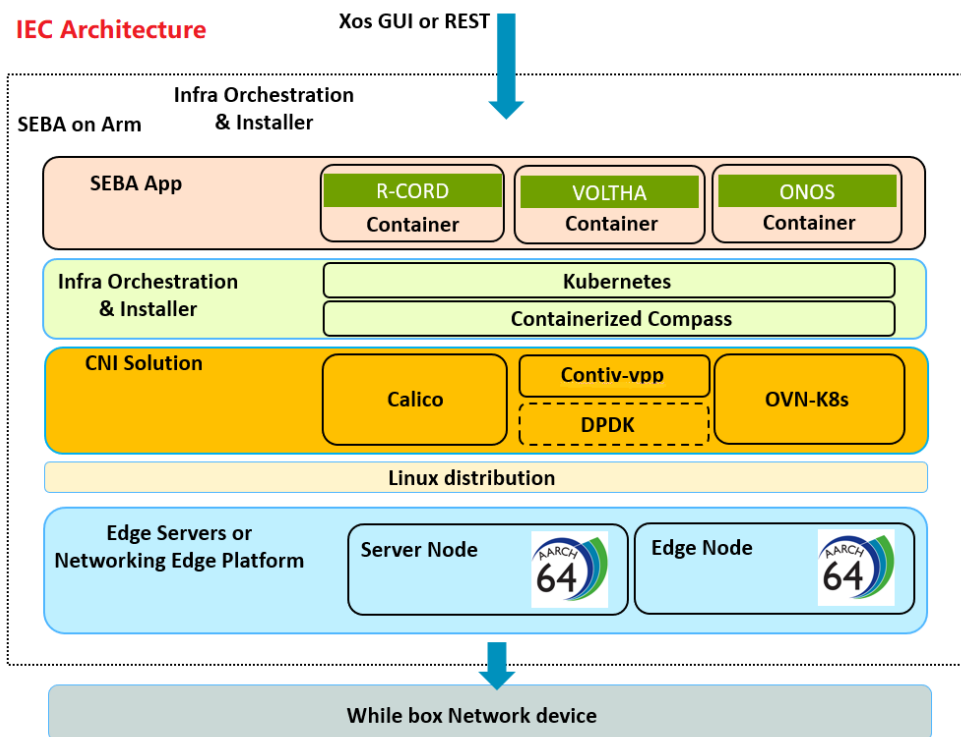 IEC Architecture
Xos GUI or REST
Infra Orchestration
& Installer
SEBA on Arm
SEBA App
R-CORD
Container
VOLTHA
Container
ONOS
Container
Infra Orchestration
& Installer
Kubernetes
Containerized Compass
CNI Solution
Calico
Contiv-vpp
DPDK
OVN-K8s
Linux distribution
Edge Servers or
Networking Edge Platform
Server Node
AARCH
64
Edge Node
AARCH
64
While box Network device